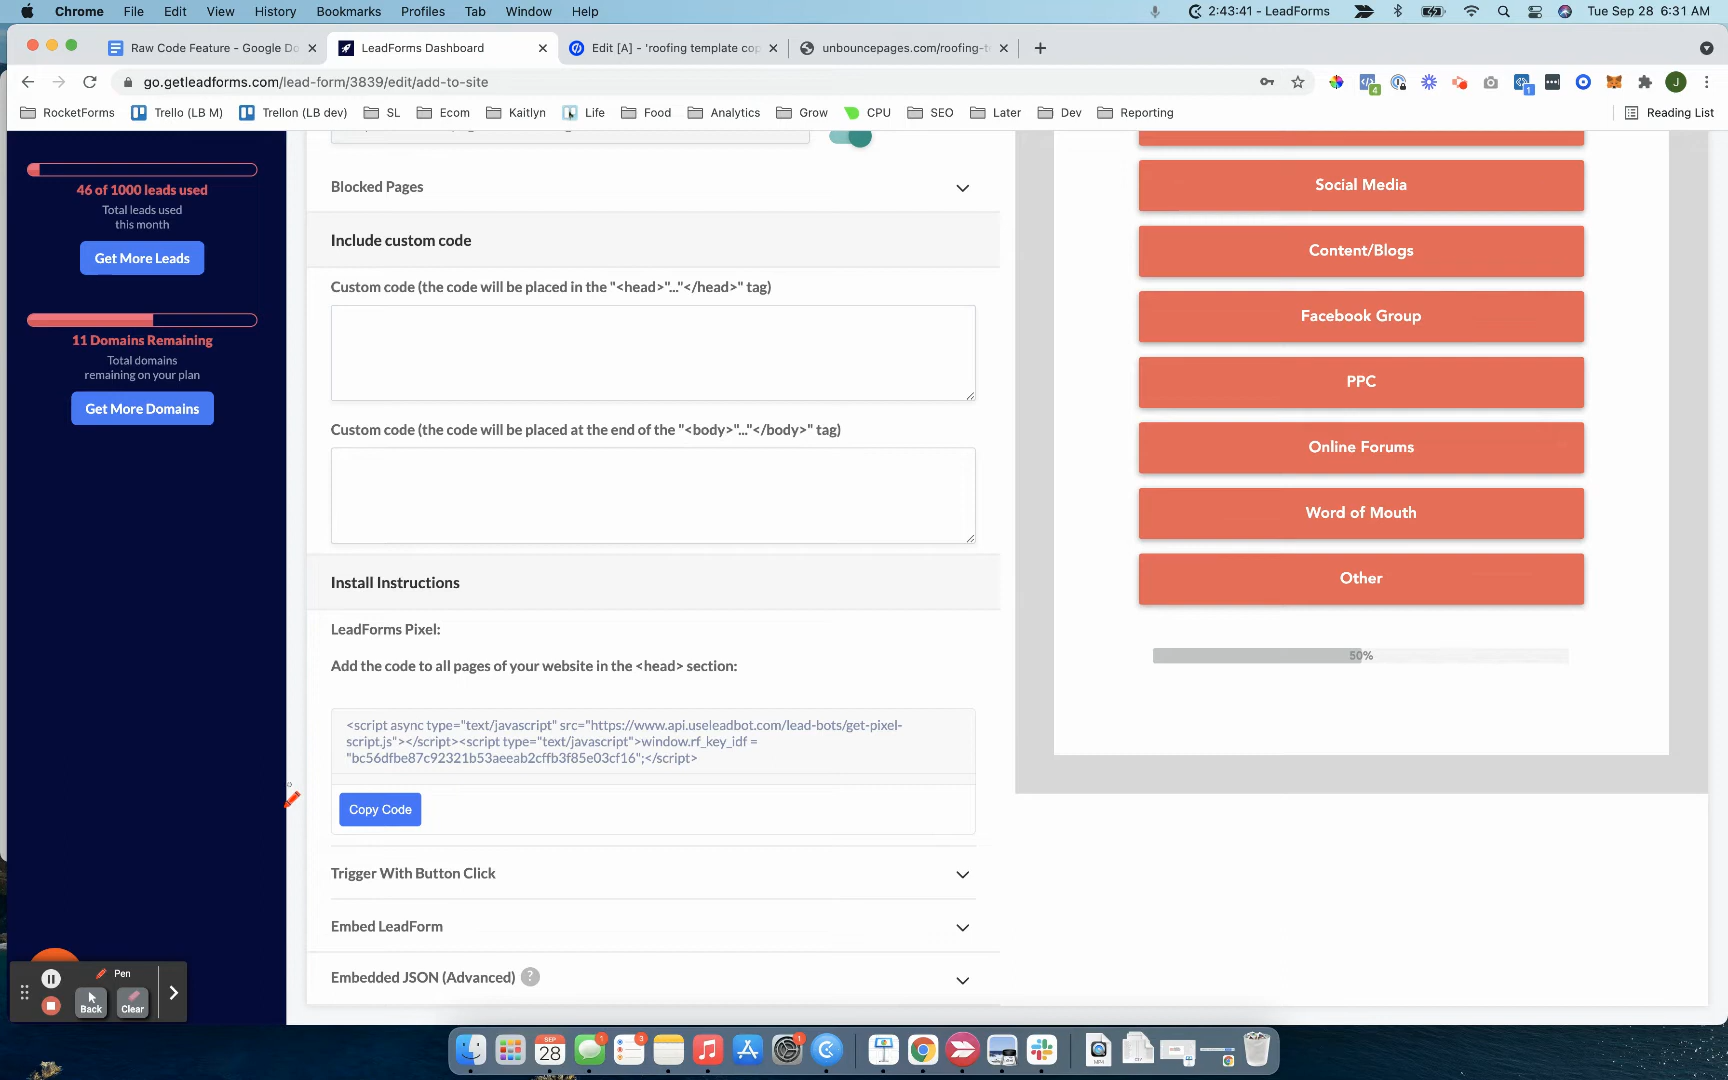 Chrome File Edit View History Bookmarks Profiles Tab Window Help 2:43:41 - LeadForms Tue Sep 28 6:31 AM
Raw Code Feature - Google Do LeadForms Dashboard Edit [A] - 'roofing template cop unbouncepages.com/roofing-t
go.getleadforms.com/lead-form/3839/edit/add-to-site 4 1 J
RocketForms Trello (LB M) Trellon (LB dev) SL Ecom Kaitlyn Life Food Analytics Grow CPU SEO Later Dev Reporting Reading List
46 of 1000 leads used
Total leads used
this month
Get More Leads
11 Domains Remaining
Total domains
remaining on your plan
Get More Domains
Blocked Pages
Include custom code
Custom code (the code will be placed in the "<head>"..."</head>" tag)
Custom code (the code will be placed at the end of the "<body>"..."</body>" tag)
Install Instructions
LeadForms Pixel:
Add the code to all pages of your website in the <head> section:
<script async type="text/javascript" src="https://www.api.useleadbot.com/lead-bots/get-pixel-
script.js"></script><script type="text/javascript">window.rf_key_idf =
"bc56dfbe87c92321b53aeeab2cffb3f85e03cf16";</script>
Copy Code
Trigger With Button Click
Embed LeadForm
Embedded JSON (Advanced) ?
Social Media
Content/Blogs
Facebook Group
PPC
Online Forums
Word of Mouth
Other
50%
Pen
Back Clear
SEP
28 1 3 1